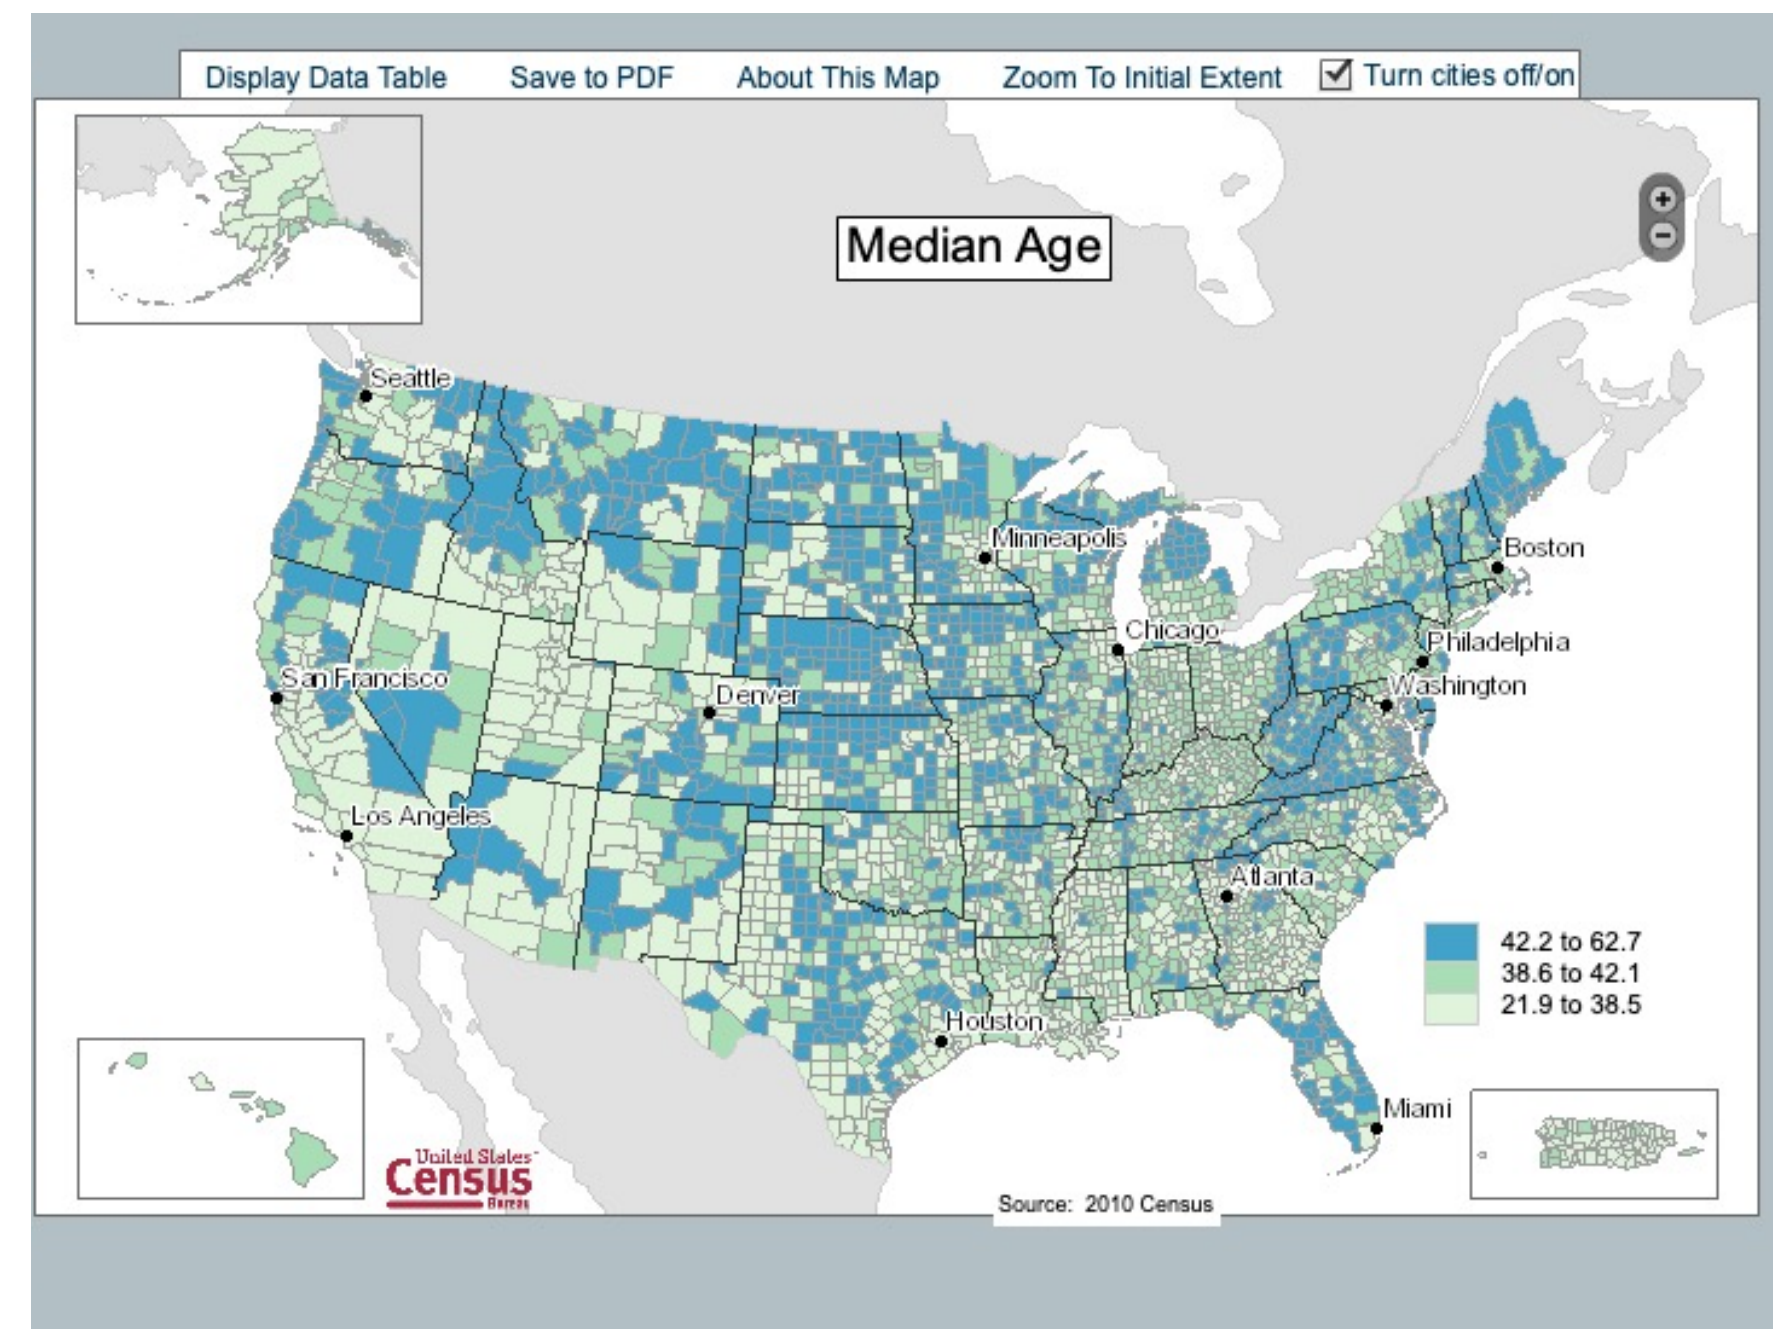 Display Data Table Save to PDF About This Map Zoom To Initial Extent Turn cities off/on
Median Age
Seattle
Minneapolis
Boston
Chicago
Philadelphia
San Francisco
Denver
Washington
Los Angeles
Atlanta
42.2 to 62.7
38.6 to 42.1
21.9 to 38.5
Houston
Miami
United States
Census
Bureau
Source: 2010 Census